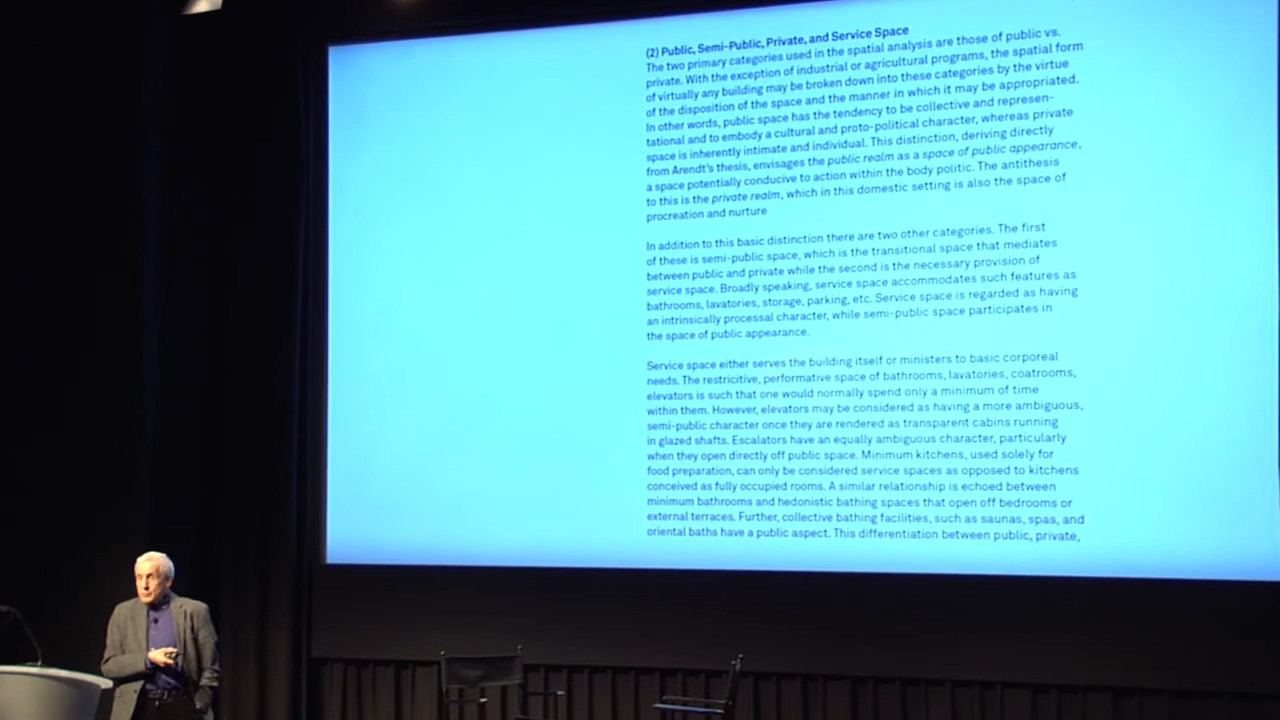 (2) Public, Semi-Public, Private, and Service Space
The two primary categories used in the spatial analysis are those of public vs.
private. With the exception of industrial or agricultural programs, the spatial form
of virtually any building may be broken down into these categories by the virtue
of the disposition of the space and the manner in which it may be appropriated.
In other words, public space has the tendency to be collective and represen-
tational and to embody a cultural and proto-political character, whereas private
space is inherently intimate and individual. This distinction, deriving directly
from Arendt's thesis, envisages the public realm as a space of public appearance,
a space potentially conducive to action within the body politic. The antithesis
to this is the private realm, which in this domestic setting is also the space of
procreation and nurture
In addition to this basic distinction there are two other categories. The first
of these is semi-public space, which is the transitional space that mediates
between public and private while the second is the necessary provision of
service space. Broadly speaking, service space accommodates such features as
bathrooms, lavatories, storage, parking, etc. Service space is regarded as having
an intrinsically processal character, while semi-public space participates in
the space of public appearance.
Service space either serves the building itself or ministers to basic corporeal
needs. The restricitive, performative space of bathrooms, lavatories, coatrooms,
elevators is such that one would normally spend only a minimum of time
within them. However, elevators may be considered as having a more ambiguous,
semi-public character once they are rendered as transparent cabins running
in glazed shafts. Escalators have an equally ambiguous character, particularly
when they open directly off public space. Minimum kitchens, used solely for
food preparation, can only be considered service spaces as opposed to kitchens
conceived as fully occupied rooms. A similar relationship is echoed between
minimum bathrooms and hedonistic bathing spaces that open off bedrooms or
external terraces. Further, collective bathing facilities, such as saunas, spas, and
oriental baths have a public aspect. This differentiation between public, private,